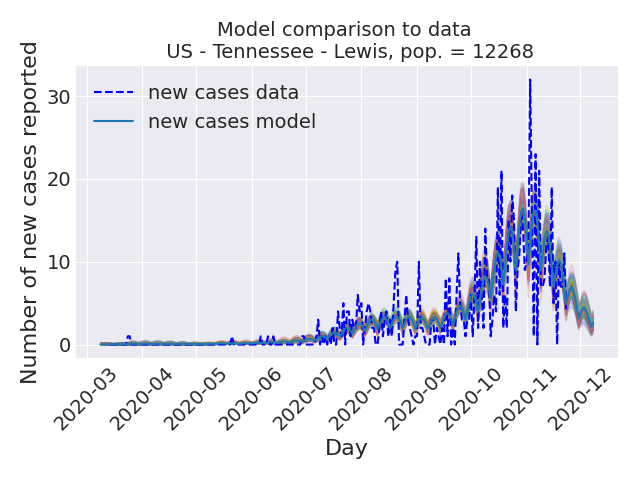 Model comparison to data
US - Tennessee - Lewis, pop. = 12268
Number of new cases reported
30
20
10
0
new cases data
new cases model
2020-03
2020-04
2020-05
2020-06
2020-07
2020-08
2020-09
2020-10
2020-11
2020-12
Day